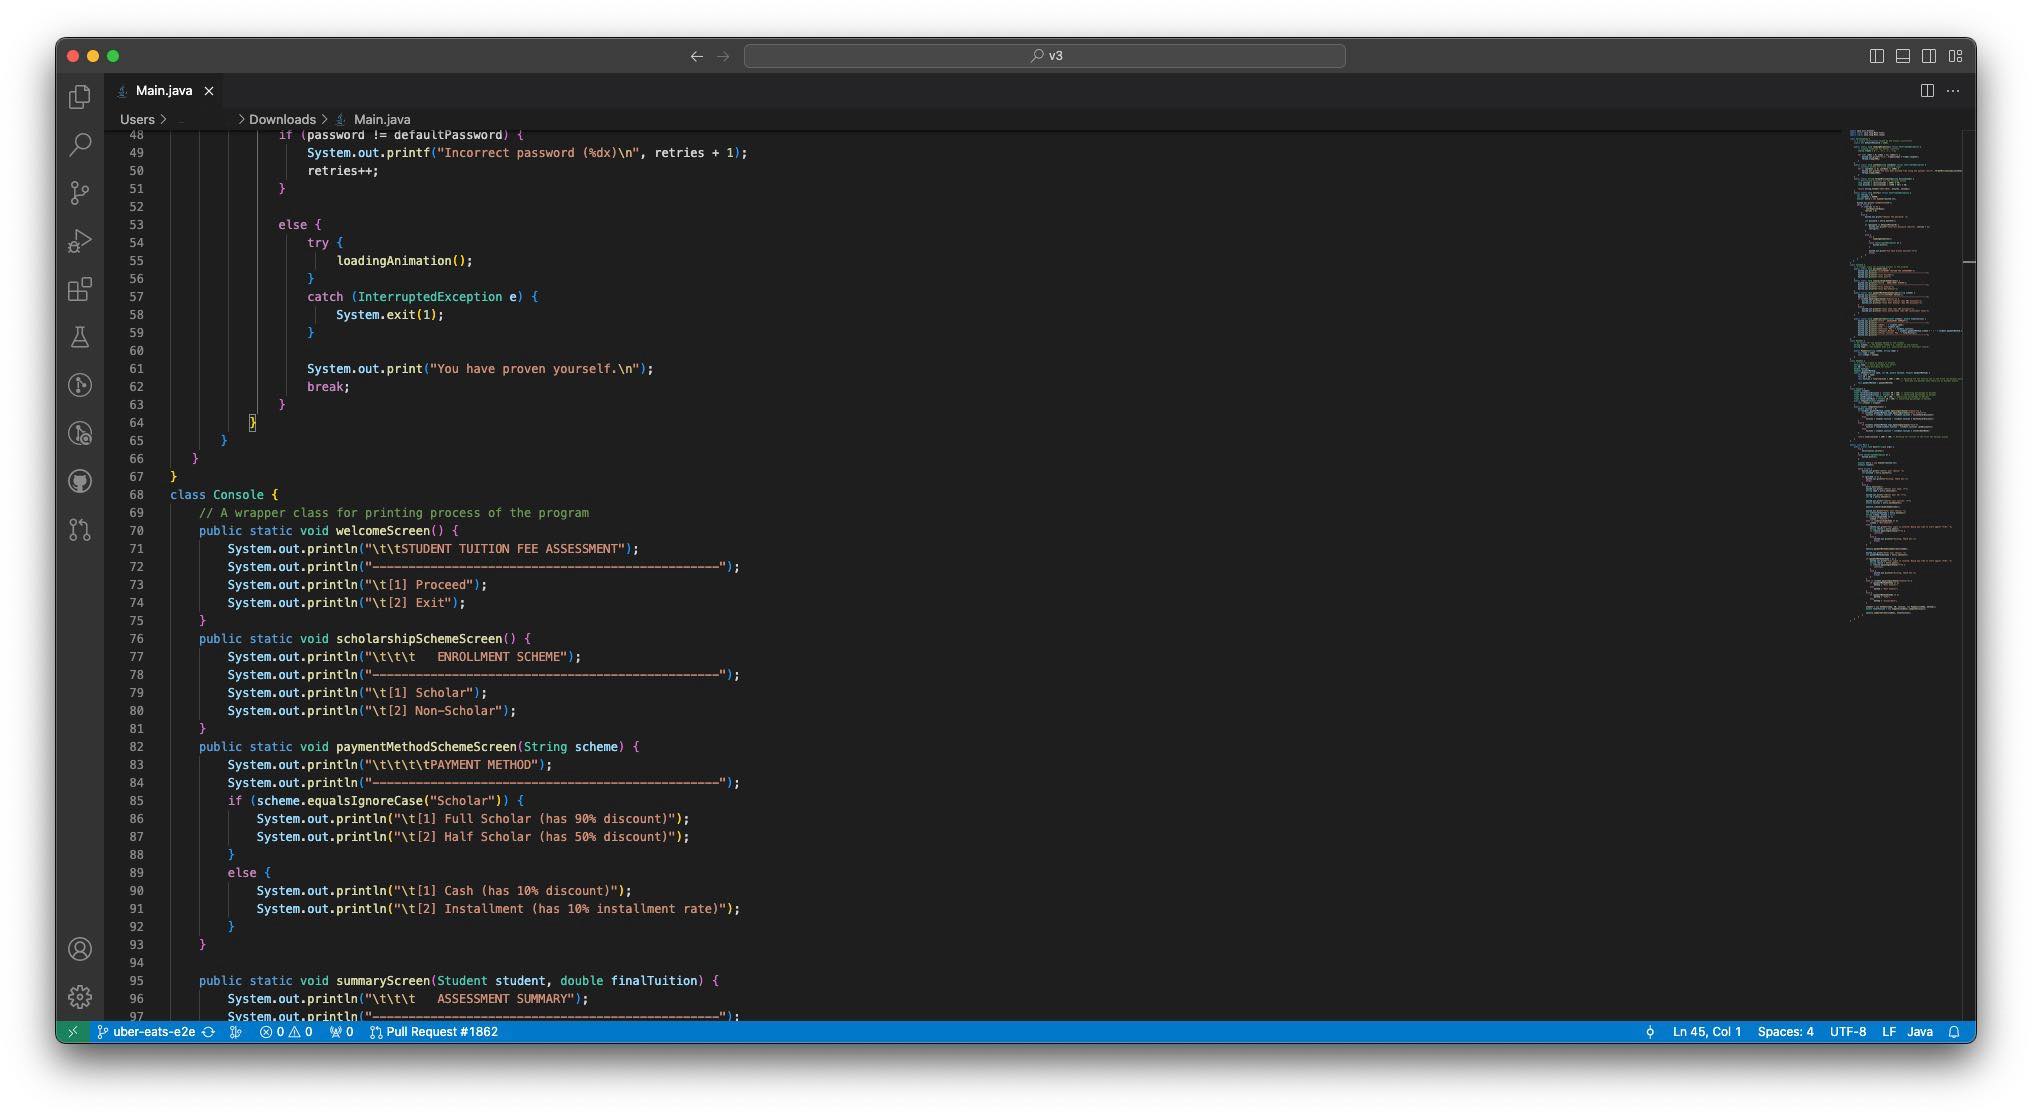 v3
Main.java
Users > > Downloads > Main.java
48 if (password != defaultPassword) {
49 System.out.printf("Incorrect password (%dx)\n", retries + 1);
50 retries++;
51 }
52
53 else {
54 try {
55 loadingAnimation();
56 }
57 catch (InterruptedException e) {
58 System.exit(1);
59 }
60
61 System.out.print("You have proven yourself.\n");
62 break;
63 }
64 }
65 }
66 }
67 }
68 class Console {
69 // A wrapper class for printing process of the program
70 public static void welcomeScreen() {
71 System.out.println("\t\tSTUDENT TUITION FEE ASSESSMENT");
72 System.out.println("------------------------------------------------");
73 System.out.println("\t[1] Proceed");
74 System.out.println("\t[2] Exit");
75 }
76 public static void scholarshipSchemeScreen() {
77 System.out.println("\t\t\t   ENROLLMENT SCHEME");
78 System.out.println("------------------------------------------------");
79 System.out.println("\t[1] Scholar");
80 System.out.println("\t[2] Non-Scholar");
81 }
82 public static void paymentMethodSchemeScreen(String scheme) {
83 System.out.println("\t\t\t\tPAYMENT METHOD");
84 System.out.println("------------------------------------------------");
85 if (scheme.equalsIgnoreCase("Scholar")) {
86 System.out.println("\t[1] Full Scholar (has 90% discount)");
87 System.out.println("\t[2] Half Scholar (has 50% discount)");
88 }
89 else {
90 System.out.println("\t[1] Cash (has 10% discount)");
91 System.out.println("\t[2] Installment (has 10% installment rate)");
92 }
93 }
94
95 public static void summaryScreen(Student student, double finalTuition) {
96 System.out.println("\t\t\t   ASSESSMENT SUMMARY");
97 System.out.println("------------------------------------------------");
uber-eats-e2e 0 0 0 Pull Request #1862 Ln 45, Col 1 Spaces: 4 UTF-8 LF Java